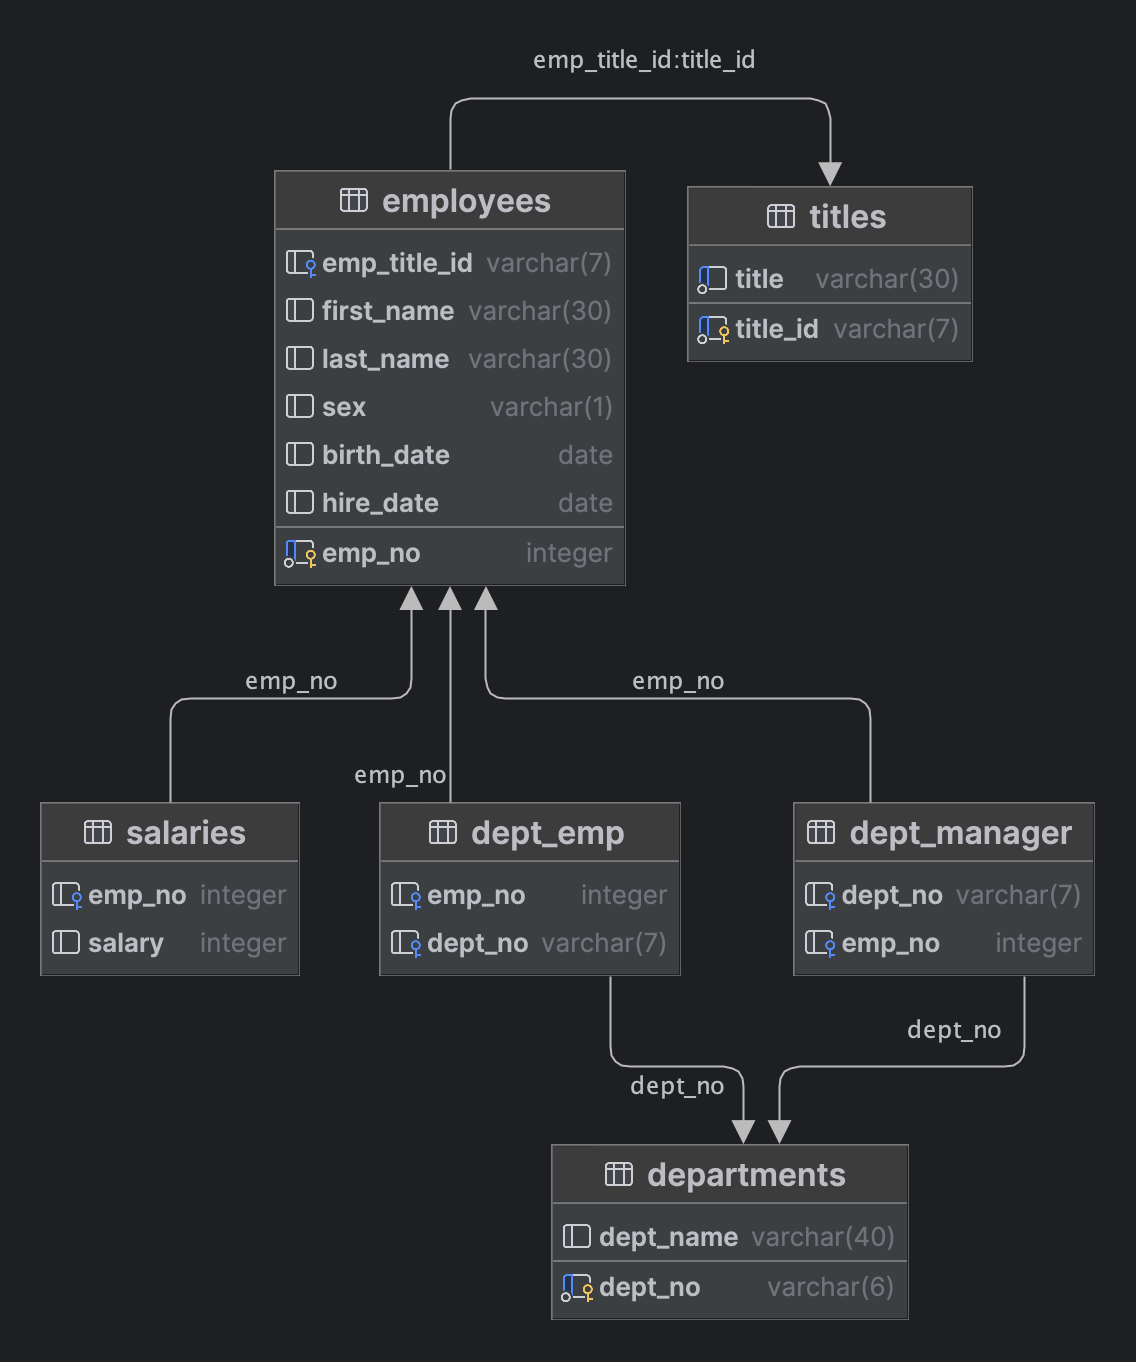 emp_title_id:title_id
employees
emp_title_id varchar(7)
first_name varchar(30)
last_name varchar(30)
sex varchar(1)
birth_date date
hire_date date
emp_no integer
titles
title varchar(30)
title_id varchar(7)
emp_no
emp_no
emp_no
salaries
emp_no integer
salary integer
dept_emp
emp_no integer
dept_no varchar(7)
dept_manager
dept_no varchar(7)
emp_no integer
dept_no
dept_no
departments
dept_name varchar(40)
dept_no varchar(6)